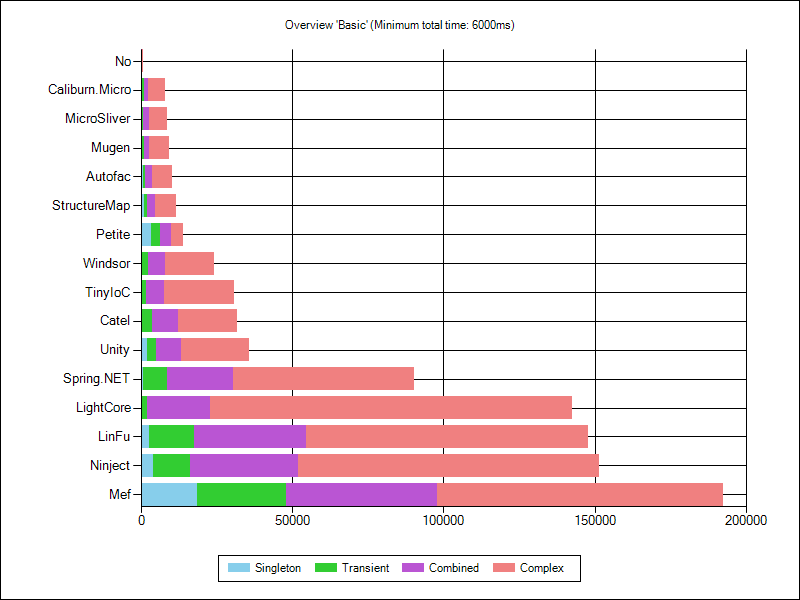 Overview 'Basic' (Minimum total time: 6000ms)
No
Caliburn.Micro
MicroSliver
Mugen
Autofac
StructureMap
Petite
Windsor
TinyIoC
Catel
Unity
Spring.NET
LightCore
LinFu
Ninject
Mef
0 50000 100000 150000 200000
Singleton Transient Combined Complex